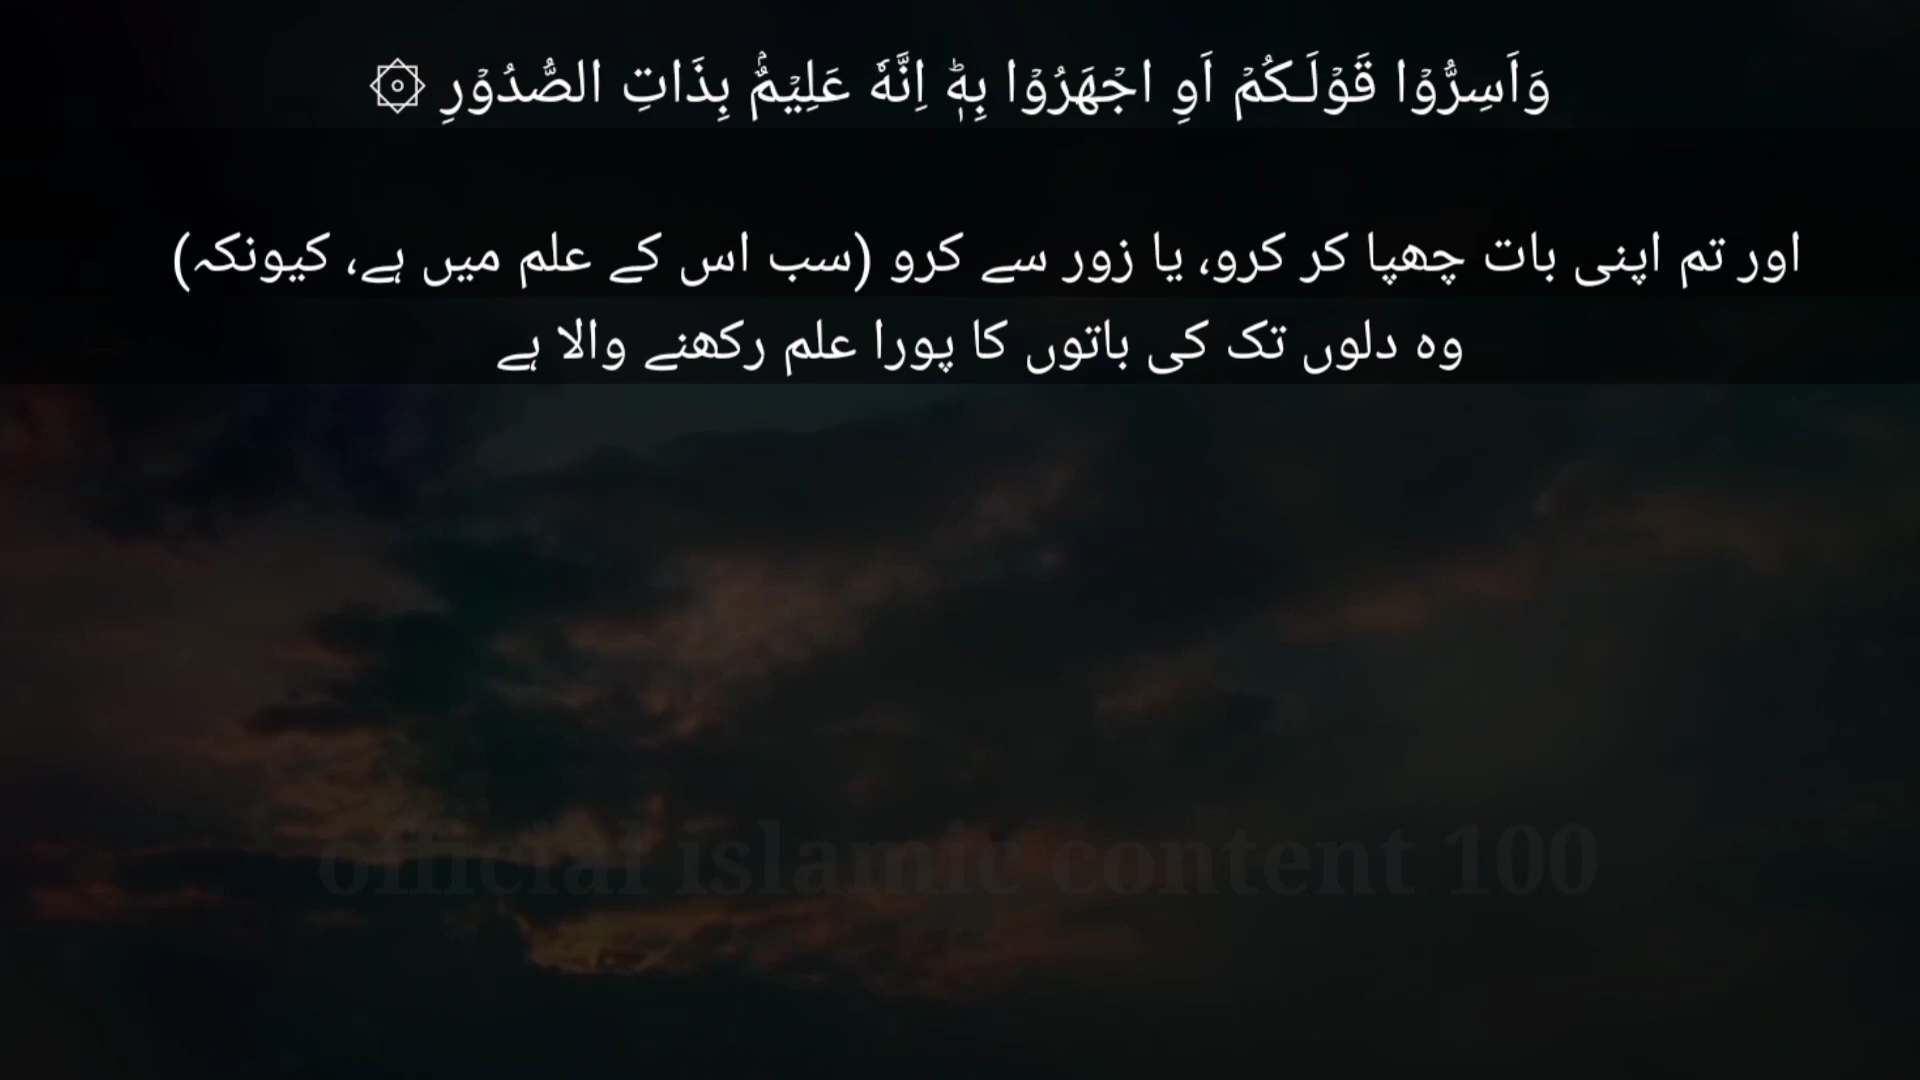 وَاَسِرُّوۡا قَوۡلَـكُمۡ اَوِ اجۡهَرُوۡا بِهٖؕ اِنَّهٗ عَلِيۡمٌۢ بِذَاتِ الصُّدُوۡرِ ۞
اور تم اپنی بات چھپا کر کرو، یا زور سے کرو (سب اس کے علم میں ہے، کیونکہ)
وہ دلوں تک کی باتوں کا پورا علم رکھنے والا ہے
official islamic content 100